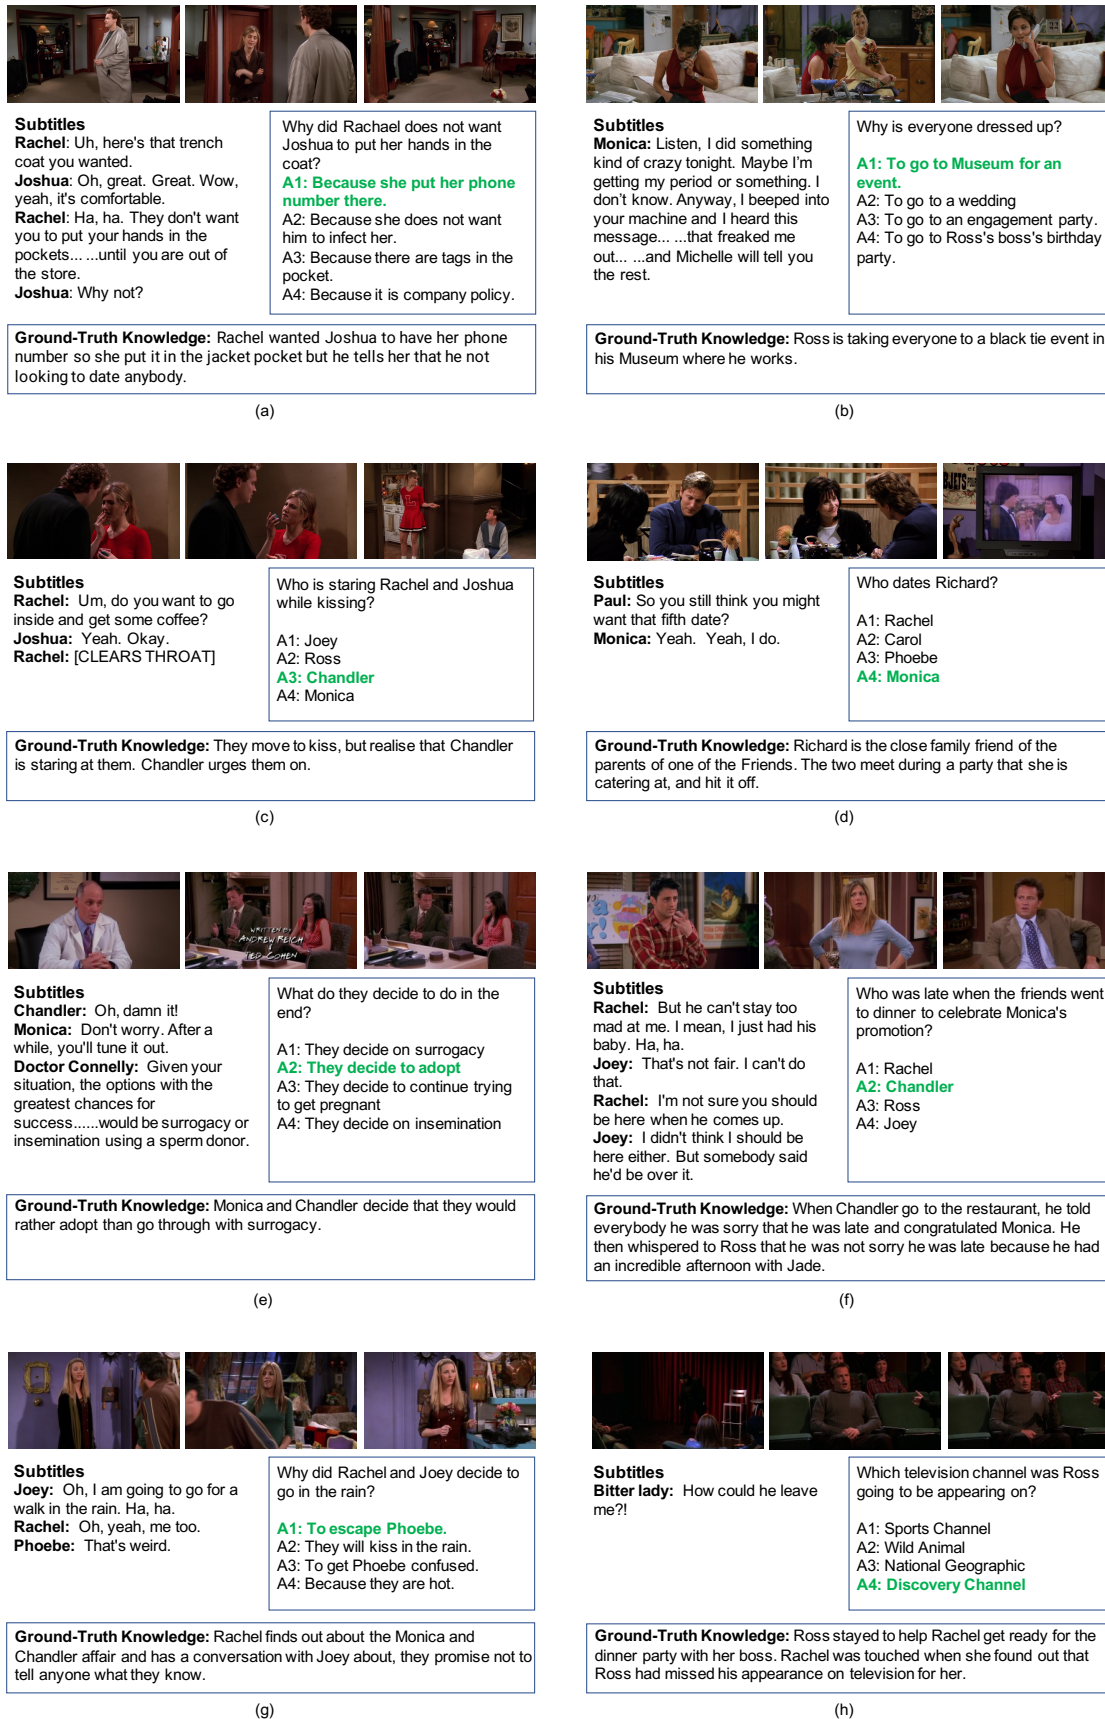 Subtitles
Rachel: Uh, here's that trench
coat you wanted.
Joshua: Oh, great. Great. Wow,
yeah, it's comfortable.
Rachel: Ha, ha. They don't want
you to put your hands in the
pockets... ...until you are out of
the store.
Joshua: Why not?
Why did Rachael does not want
Joshua to put her hands in the
coat?
A1: Because she put her phone
number there.
A2: Because she does not want
him to infect her.
A3: Because there are tags in the
pocket.
A4: Because it is company policy.
Ground-Truth Knowledge: Rachel wanted Joshua to have her phone
number so she put it in the jacket pocket but he tells her that he not
looking to date anybody.
(a)
Subtitles
Monica: Listen, I did something
kind of crazy tonight. Maybe I'm
getting my period or something. I
don't know. Anyway, I beeped into
your machine and I heard this
message... ...that freaked me
out... ...and Michelle will tell you
the rest.
Why is everyone dressed up?
A1: To go to Museum for an
event.
A2: To go to a wedding
A3: To go to an engagement party.
A4: To go to Ross's boss's birthday
party.
Ground-Truth Knowledge: Ross is taking everyone to a black tie event in
his Museum where he works.
(b)
Subtitles
Rachel: Um, do you want to go
inside and get some coffee?
Joshua: Yeah. Okay.
Rachel: [CLEARS THROAT]
Who is staring Rachel and Joshua
while kissing?
A1: Joey
A2: Ross
A3: Chandler
A4: Monica
Ground-Truth Knowledge: They move to kiss, but realise that Chandler
is staring at them. Chandler urges them on.
(c)
Subtitles
Paul: So you still think you might
want that fifth date?
Monica: Yeah. Yeah, I do.
Who dates Richard?
A1: Rachel
A2: Carol
A3: Phoebe
A4: Monica
Ground-Truth Knowledge: Richard is the close family friend of the
parents of one of the Friends. The two meet during a party that she is
catering at, and hit it off.
(d)
WRITTEN BY
ANDREW REICH
&
TED COHEN
Subtitles
Chandler: Oh, damn it!
Monica: Don't worry. After a
while, you'll tune it out.
Doctor Connelly: Given your
situation, the options with the
greatest chances for
success......would be surrogacy or
insemination using a sperm donor.
What do they decide to do in the
end?
A1: They decide on surrogacy
A2: They decide to adopt
A3: They decide to continue trying
to get pregnant
A4: They decide on insemination
Ground-Truth Knowledge: Monica and Chandler decide that they would
rather adopt than go through with surrogacy.
(e)
Subtitles
Rachel: But he can't stay too
mad at me. I mean, I just had his
baby. Ha, ha.
Joey: That's not fair. I can't do
that.
Rachel: I'm not sure you should
be here when he comes up.
Joey: I didn't think I should be
here either. But somebody said
he'd be over it.
Who was late when the friends went
to dinner to celebrate Monica's
promotion?
A1: Rachel
A2: Chandler
A3: Ross
A4: Joey
Ground-Truth Knowledge: When Chandler go to the restaurant, he told
everybody he was sorry that he was late and congratulated Monica. He
then whispered to Ross that he was not sorry he was late because he had
an incredible afternoon with Jade.
(f)
Subtitles
Joey: Oh, I am going to go for a
walk in the rain. Ha, ha.
Rachel: Oh, yeah, me too.
Phoebe: That's weird.
Why did Rachel and Joey decide to
go in the rain?
A1: To escape Phoebe.
A2: They will kiss in the rain.
A3: To get Phoebe confused.
A4: Because they are hot.
Ground-Truth Knowledge: Rachel finds out about the Monica and
Chandler affair and has a conversation with Joey about, they promise not to
tell anyone what they know.
(g)
Subtitles
Bitter lady: How could he leave
me?!
Which television channel was Ross
going to be appearing on?
A1: Sports Channel
A2: Wild Animal
A3: National Geographic
A4: Discovery Channel
Ground-Truth Knowledge: Ross stayed to help Rachel get ready for the
dinner party with her boss. Rachel was touched when she found out that
Ross had missed his appearance on television for her.
(h)